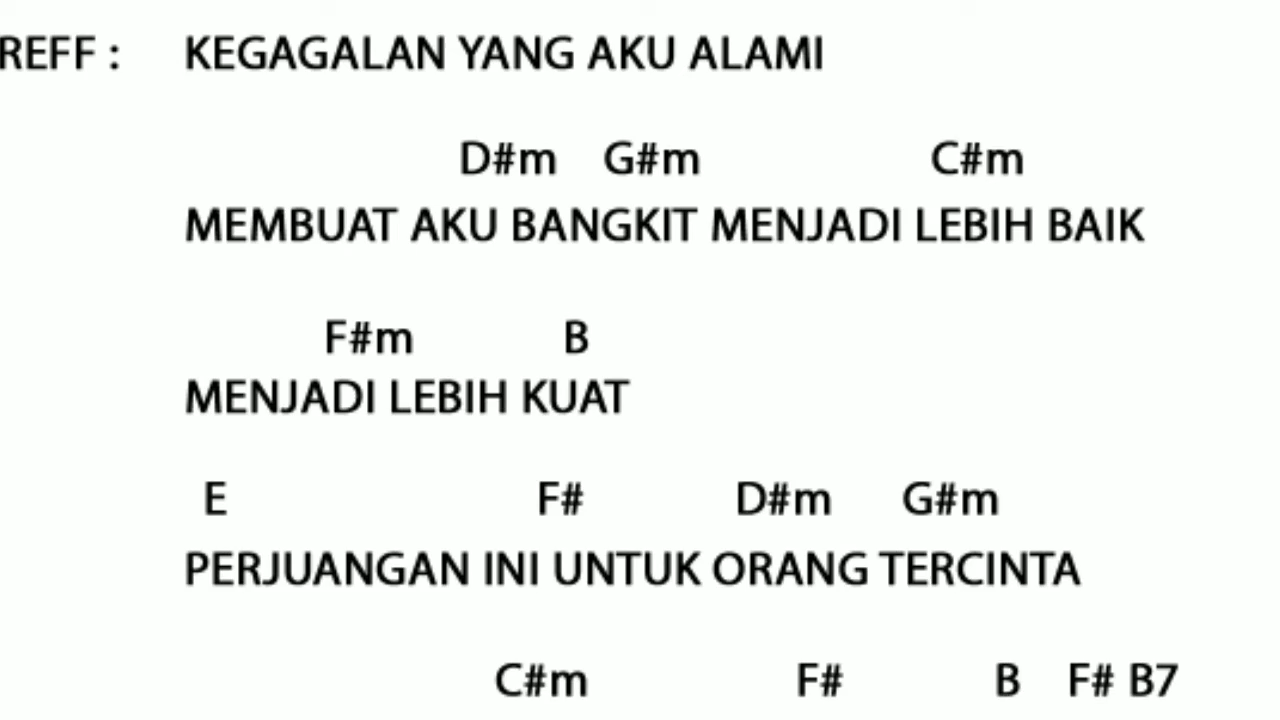 REFF : KEGAGALAN YANG AKU ALAMI
D#m G#m C#m
MEMBUAT AKU BANGKIT MENJADI LEBIH BAIK
F#m B
MENJADI LEBIH KUAT
E F# D#m G#m
PERJUANGAN INI UNTUK ORANG TERCINTA
C#m F# B F# B7